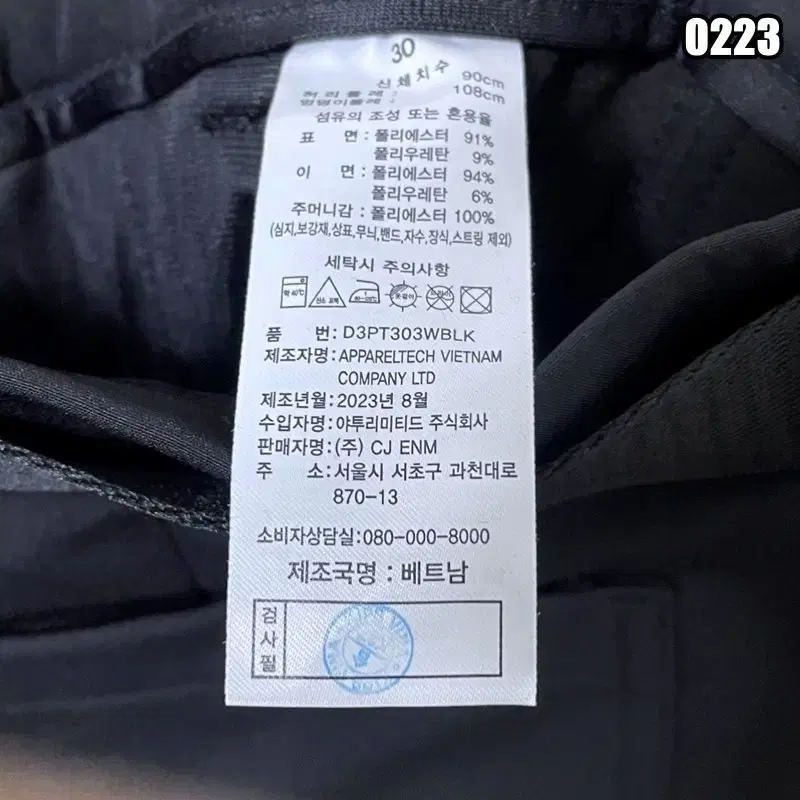 0223
30
신체치수
허리둘레 : 90cm
엉덩이둘레 : 108cm
섬유의 조성 또는 혼용율
표 면 : 폴리에스터 91%
폴리우레탄 9%
이 면 : 폴리에스터 94%
폴리우레탄 6%
주머니감 : 폴리에스터 100%
(심지,보강재,상표,무늬,밴드,자수,장식,스트링 제외)
세탁시 주의사항
약 40℃
산소 표백
품 번: D3PT303WBLK
제조자명: APPARELTECH VIETNAM
COMPANY LTD
제조년월: 2023년 8월
수입자명: 야투리미티드 주식회사
판매자명: (주) CJ ENM
주 소: 서울시 서초구 과천대로
870-13
소비자상담실: 080-000-8000
제조국명 : 베트남
검사필